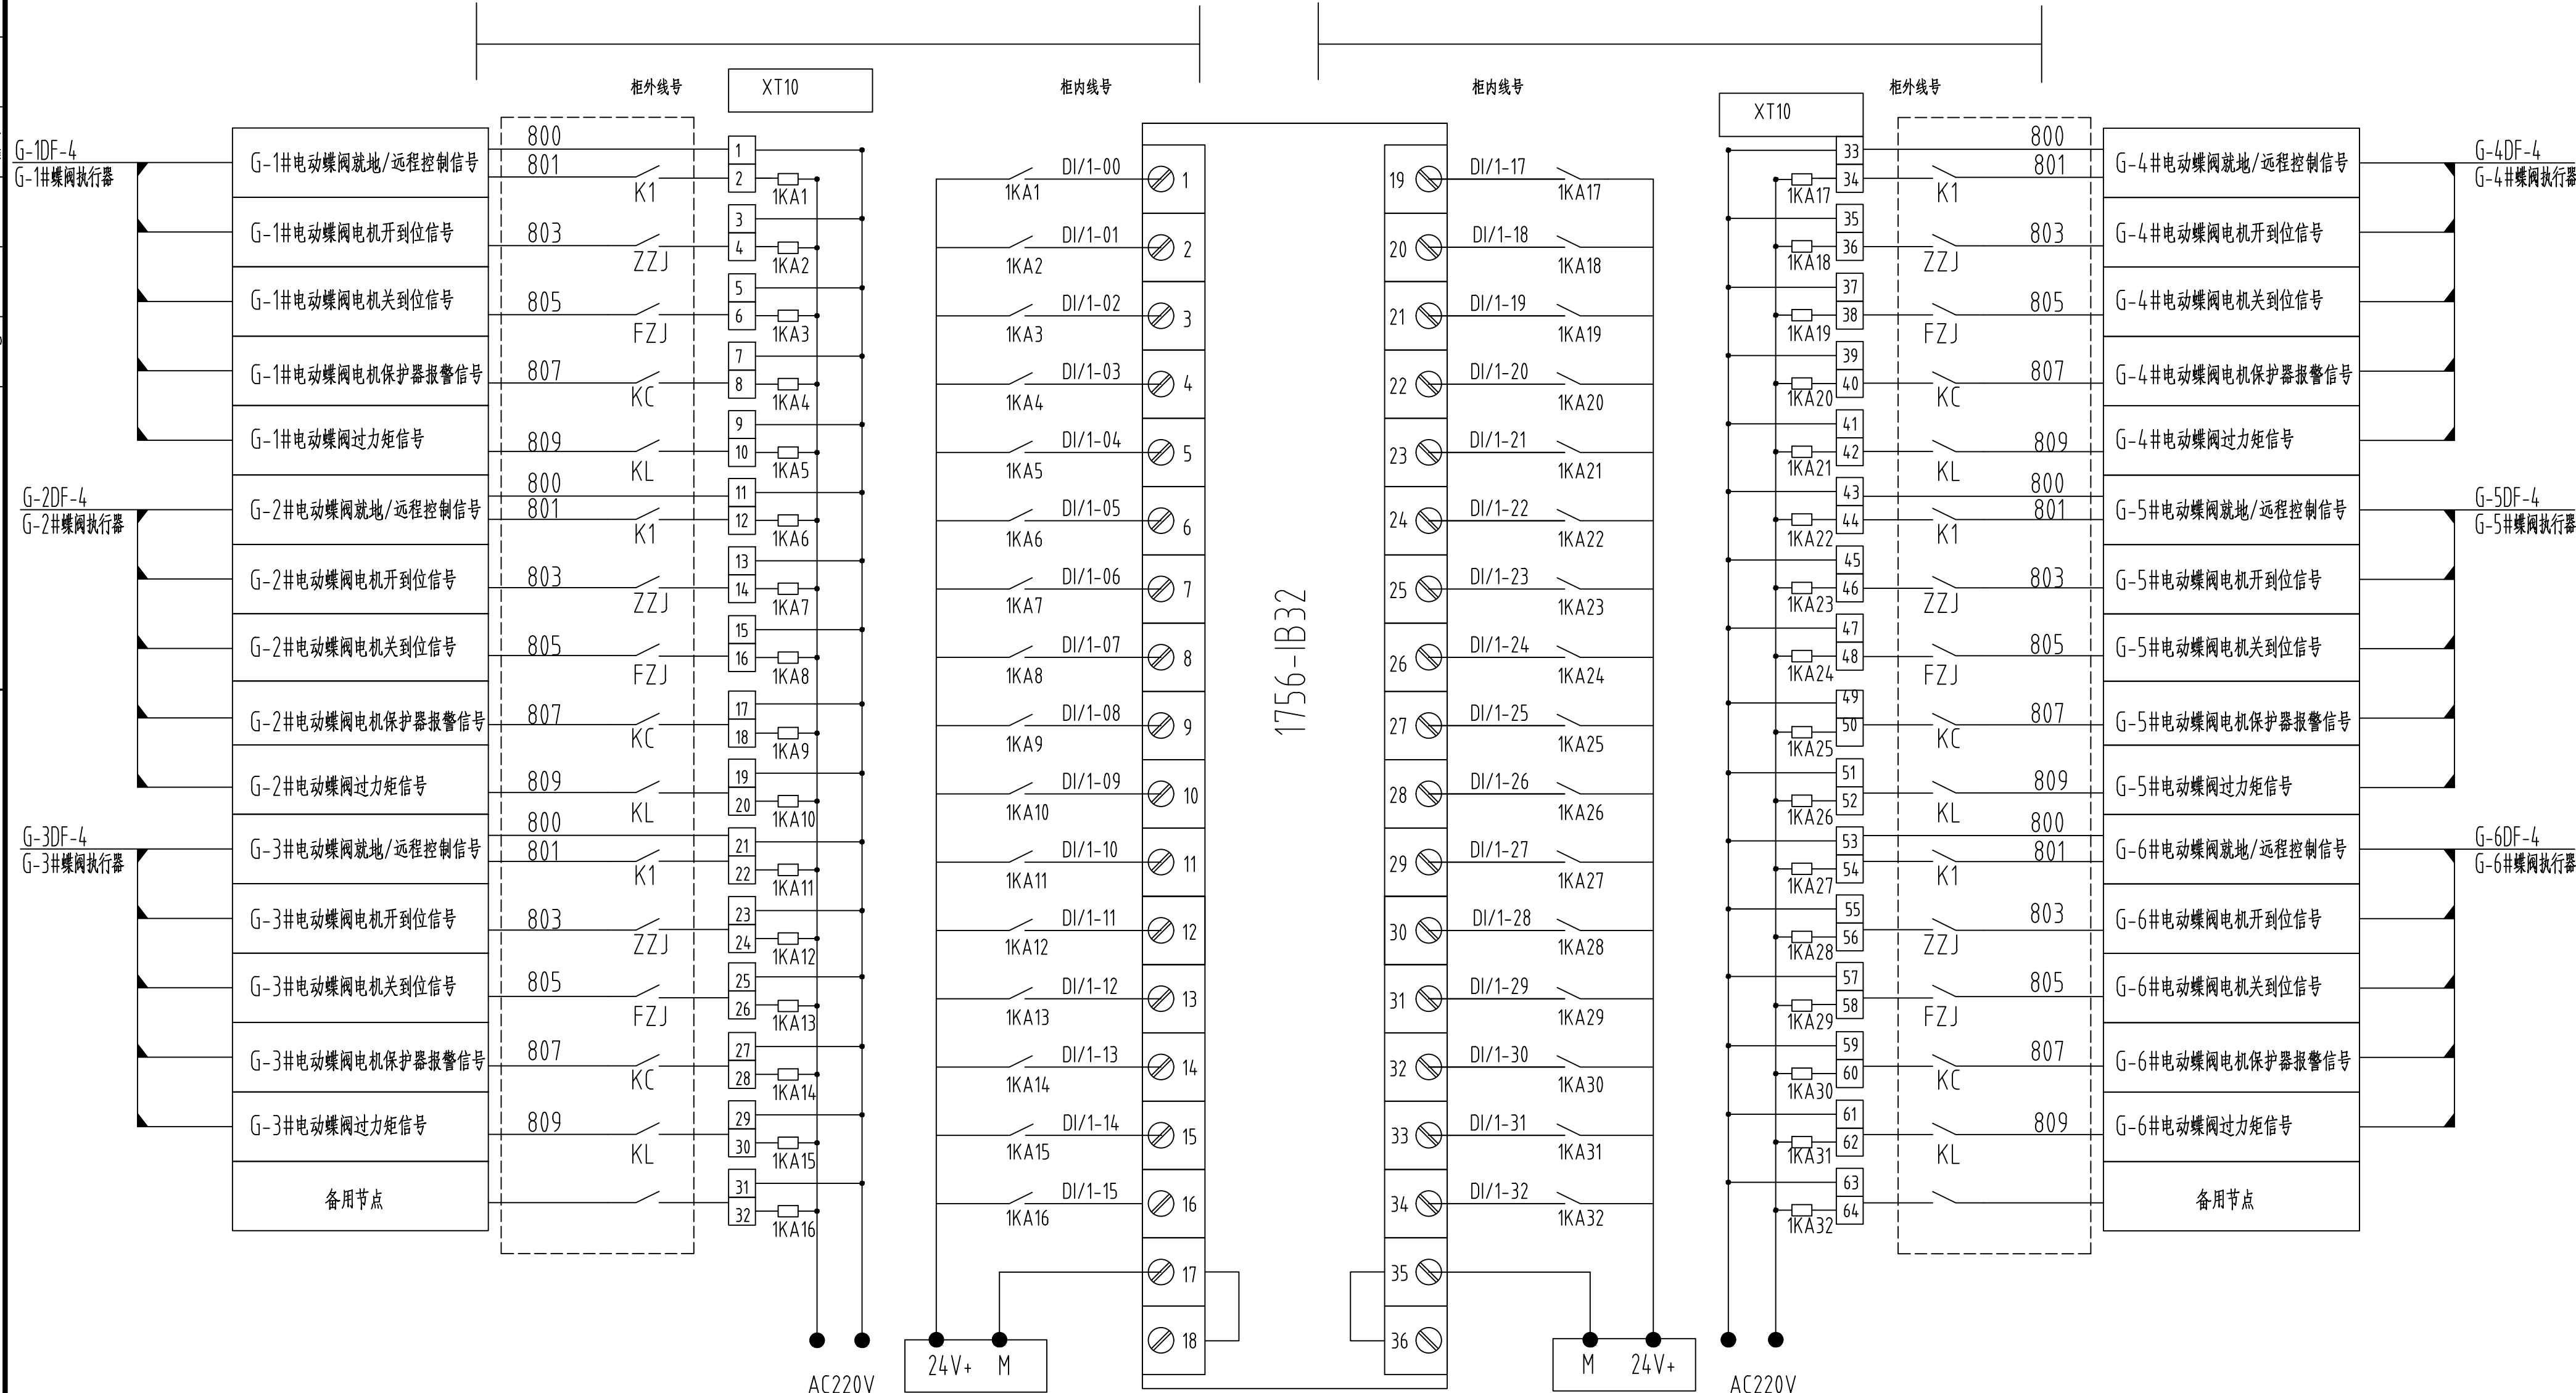 柜外线号 XT10 柜内线号 柜内线号 XT10 柜外线号
G-1DF-4
G-1#蝶阀执行器
G-1#电动蝶阀就地/远程控制信号 800 801 K1 1 2 1KA1
G-1#电动蝶阀电机开到位信号 803 ZZJ 3 4 1KA2
G-1#电动蝶阀电机关到位信号 805 FZJ 5 6 1KA3
G-1#电动蝶阀电机保护器报警信号 807 KC 7 8 1KA4
G-1#电动蝶阀过力矩信号 809 KL 9 10 1KA5
G-2DF-4
G-2#蝶阀执行器
G-2#电动蝶阀就地/远程控制信号 800 801 K1 11 12 1KA6
G-2#电动蝶阀电机开到位信号 803 ZZJ 13 14 1KA7
G-2#电动蝶阀电机关到位信号 805 FZJ 15 16 1KA8
G-2#电动蝶阀电机保护器报警信号 807 KC 17 18 1KA9
G-2#电动蝶阀过力矩信号 809 KL 19 20 1KA10
G-3DF-4
G-3#蝶阀执行器
G-3#电动蝶阀就地/远程控制信号 800 801 K1 21 22 1KA11
G-3#电动蝶阀电机开到位信号 803 ZZJ 23 24 1KA12
G-3#电动蝶阀电机关到位信号 805 FZJ 25 26 1KA13
G-3#电动蝶阀电机保护器报警信号 807 KC 27 28 1KA14
G-3#电动蝶阀过力矩信号 809 KL 29 30 1KA15
备用节点 31 32 1KA16
AC220V
1KA1 DI/1-00 1
1KA2 DI/1-01 2
1KA3 DI/1-02 3
1KA4 DI/1-03 4
1KA5 DI/1-04 5
1KA6 DI/1-05 6
1KA7 DI/1-06 7
1KA8 DI/1-07 8
1KA9 DI/1-08 9
1KA10 DI/1-09 10
1KA11 DI/1-10 11
1KA12 DI/1-11 12
1KA13 DI/1-12 13
1KA14 DI/1-13 14
1KA15 DI/1-14 15
1KA16 DI/1-15 16
17
18
24V+ M
1756-IB32
19 DI/1-17 1KA17
20 DI/1-18 1KA18
21 DI/1-19 1KA19
22 DI/1-20 1KA20
23 DI/1-21 1KA21
24 DI/1-22 1KA22
25 DI/1-23 1KA23
26 DI/1-24 1KA24
27 DI/1-25 1KA25
28 DI/1-26 1KA26
29 DI/1-27 1KA27
30 DI/1-28 1KA28
31 DI/1-29 1KA29
32 DI/1-30 1KA30
33 DI/1-31 1KA31
34 DI/1-32 1KA32
35
36
M 24V+
1KA17 33 34 K1 800 801 G-4#电动蝶阀就地/远程控制信号
1KA18 35 36 ZZJ 803 G-4#电动蝶阀电机开到位信号
1KA19 37 38 FZJ 805 G-4#电动蝶阀电机关到位信号
1KA20 39 40 KC 807 G-4#电动蝶阀电机保护器报警信号
1KA21 41 42 KL 809 G-4#电动蝶阀过力矩信号
G-4DF-4
G-4#蝶阀执行器
1KA22 43 44 K1 800 801 G-5#电动蝶阀就地/远程控制信号
1KA23 45 46 ZZJ 803 G-5#电动蝶阀电机开到位信号
1KA24 47 48 FZJ 805 G-5#电动蝶阀电机关到位信号
1KA25 49 50 KC 807 G-5#电动蝶阀电机保护器报警信号
1KA26 51 52 KL 809 G-5#电动蝶阀过力矩信号
G-5DF-4
G-5#蝶阀执行器
1KA27 53 54 K1 800 801 G-6#电动蝶阀就地/远程控制信号
1KA28 55 56 ZZJ 803 G-6#电动蝶阀电机开到位信号
1KA29 57 58 FZJ 805 G-6#电动蝶阀电机关到位信号
1KA30 59 60 KC 807 G-6#电动蝶阀电机保护器报警信号
1KA31 61 62 KL 809 G-6#电动蝶阀过力矩信号
G-6DF-4
G-6#蝶阀执行器
1KA32 63 64 备用节点
AC220V